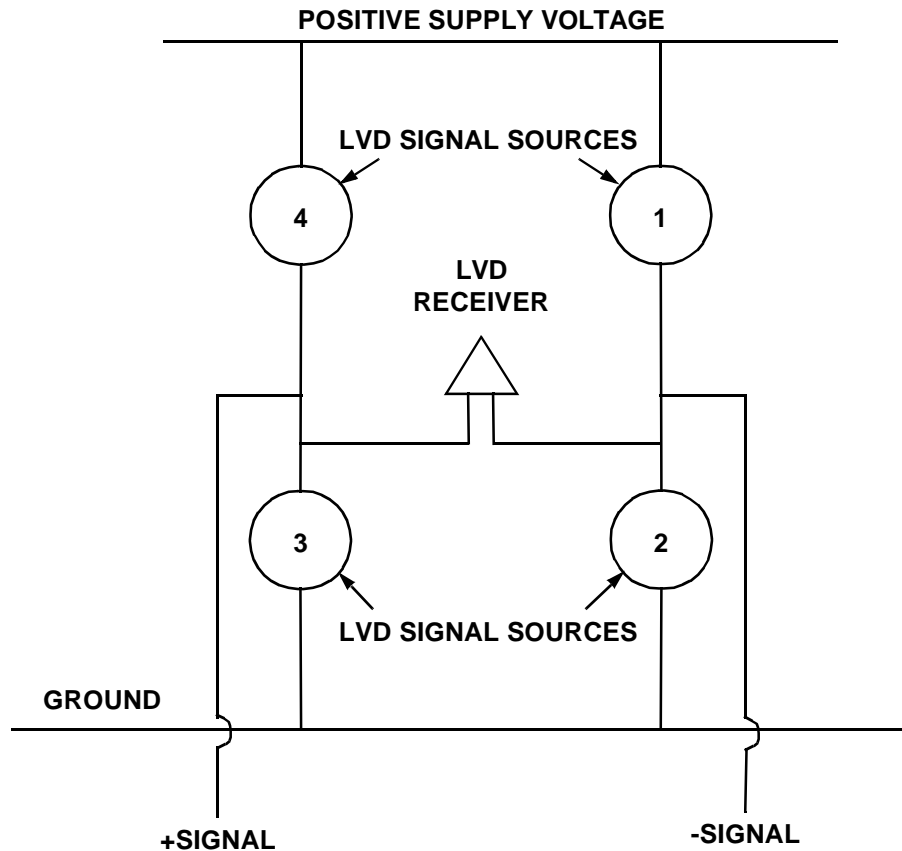 POSITIVE SUPPLY VOLTAGE
LVD SIGNAL SOURCES
4
1
LVD
RECEIVER
3
2
LVD SIGNAL SOURCES
GROUND
+SIGNAL
-SIGNAL